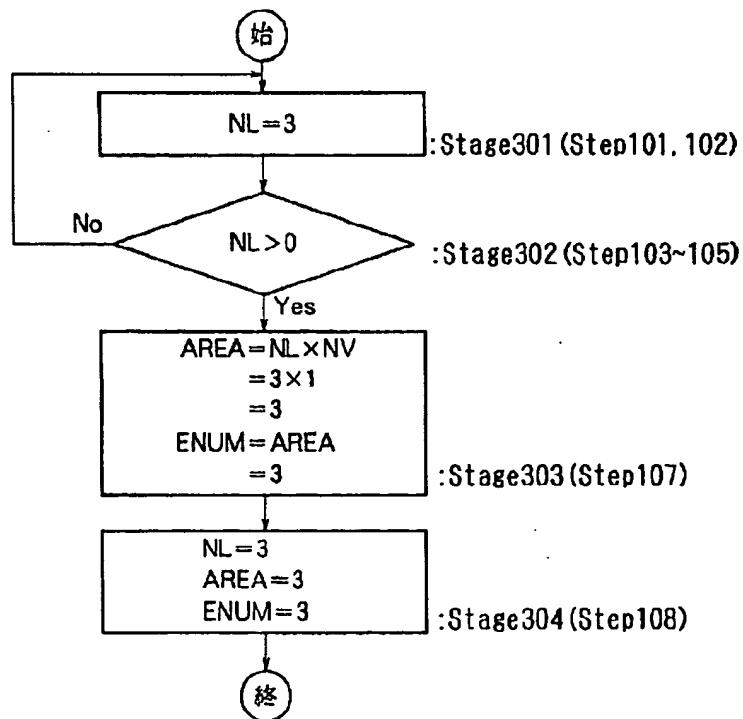 始
NL=3
:Stage301(Step101,102)
No
NL>0
:Stage302(Step103~105)
Yes
AREA=NL×NV
=3×1
=3
ENUM=AREA
=3
:Stage303(Step107)
NL=3
AREA=3
ENUM=3
:Stage304(Step108)
終